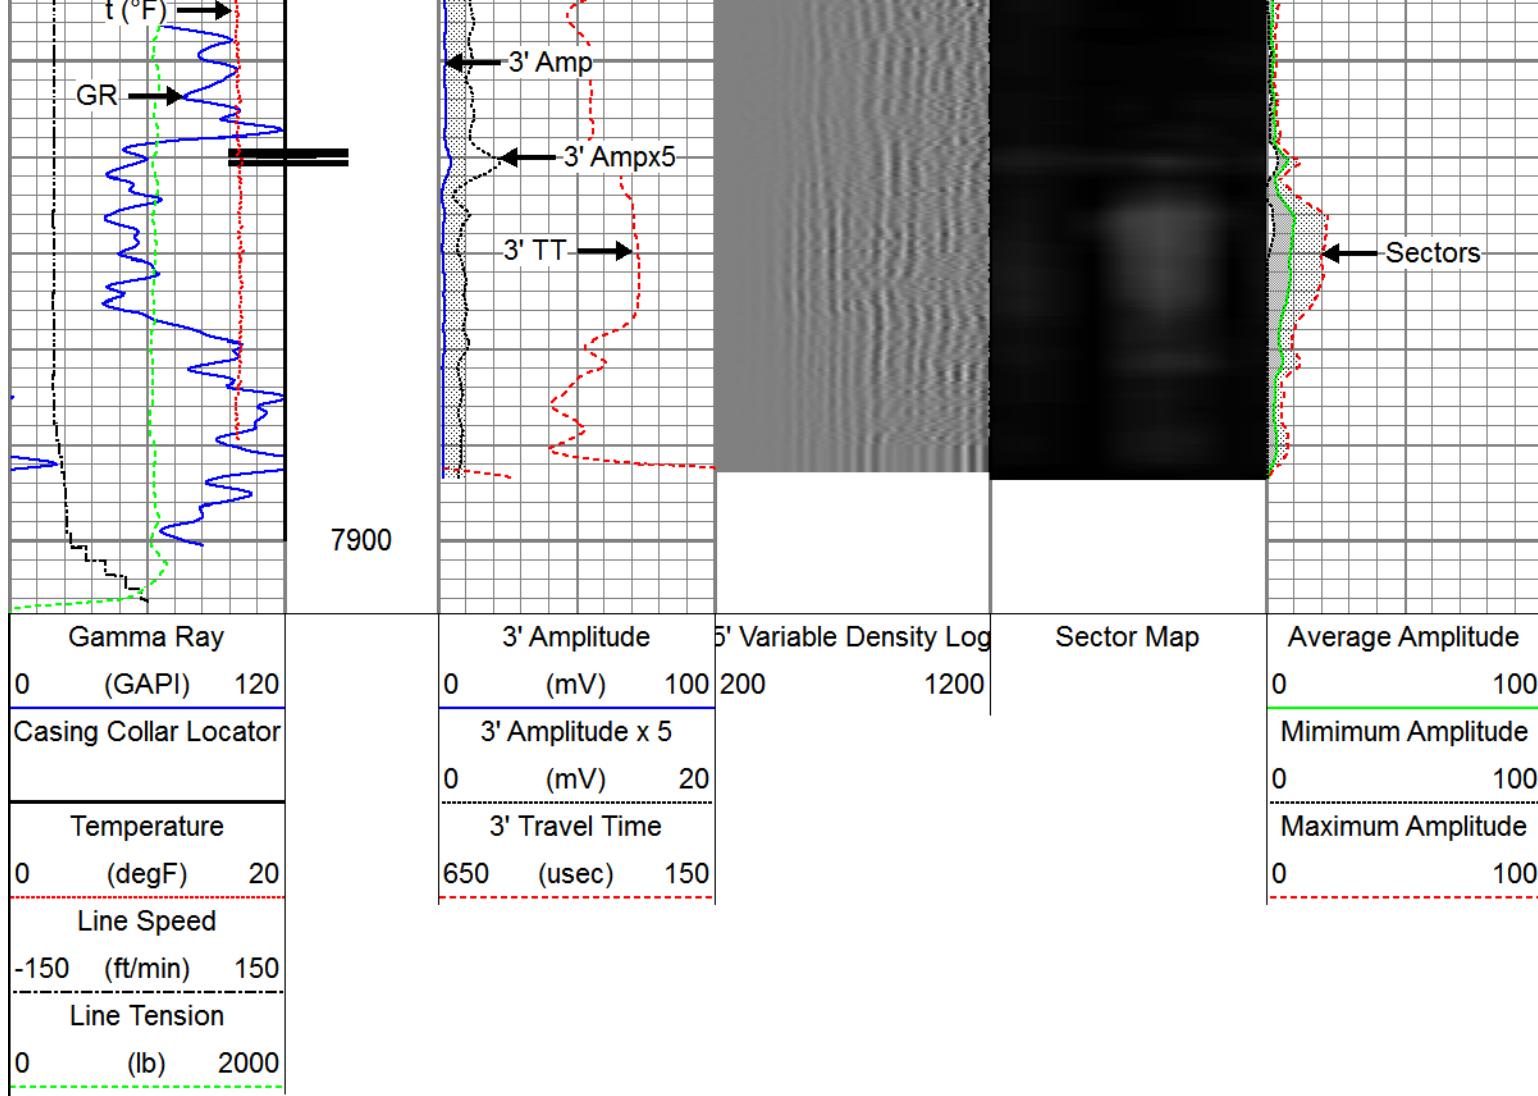 t (°F)
3' Amp
GR
3' Ampx5
3' TT
Sectors
7900
Gamma Ray
0 (GAPI) 120
Casing Collar Locator
Temperature
0 (degF) 20
Line Speed
-150 (ft/min) 150
Line Tension
0 (lb) 2000
3' Amplitude
0 (mV) 100
3' Amplitude x 5
0 (mV) 20
3' Travel Time
650 (usec) 150
5' Variable Density Log
200 1200
Sector Map
Average Amplitude
0 100
Mimimum Amplitude
0 100
Maximum Amplitude
0 100